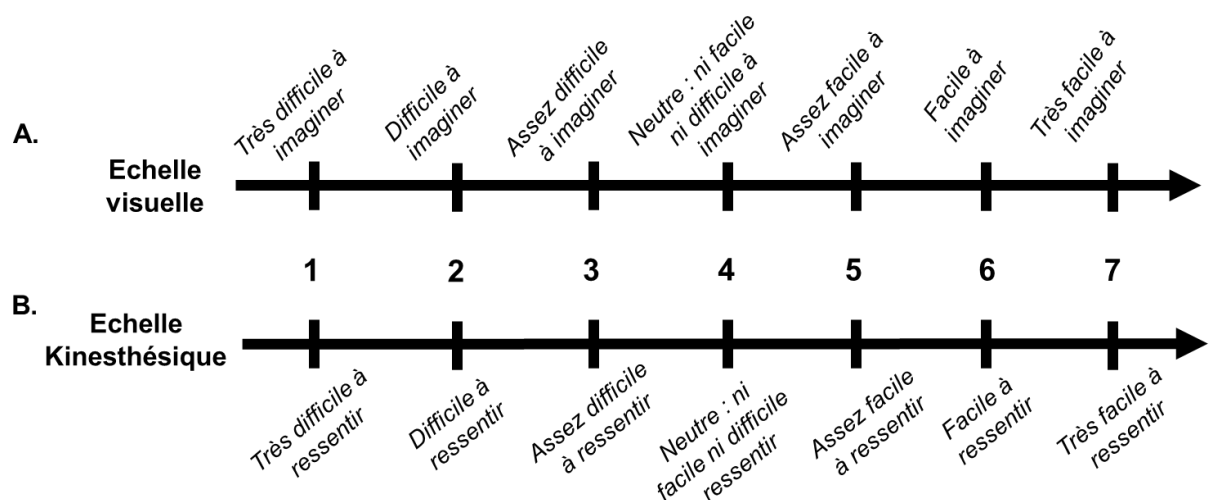 A.
Echelle
visuelle
Très difficile à
imaginer
Difficile à
imaginer
Assez difficile
à imaginer
Neutre : ni facile
ni difficile à
imaginer
Assez facile à
imaginer
Facile à
imaginer
Très facile à
imaginer
1 2 3 4 5 6 7
B.
Echelle
Kinesthésique
Très difficile à
ressentir
Difficile à
ressentir
Assez difficile
à ressentir
Neutre : ni
facile ni difficile
ressentir
Assez facile
à ressentir
Facile à
ressentir
Très facile à
ressentir